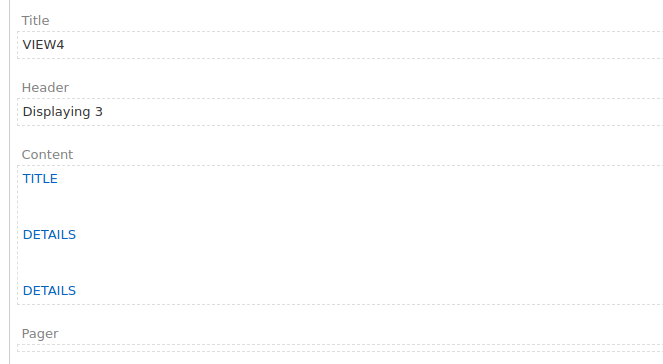 Title
VIEW4
Header
Displaying 3
Content
TITLE
DETAILS
DETAILS
Pager